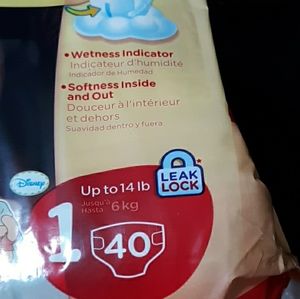 • Wetness Indicator
Indicateur d'humidité
Indicador de Humedad
• Softness Inside
and Out
Douceur à l'intérieur
et dehors
Suavidad dentro y fuera.
LEAK
LOCK
Disney
Up to 14 lb
Jusqu'à
Hasta 6 kg
1
40